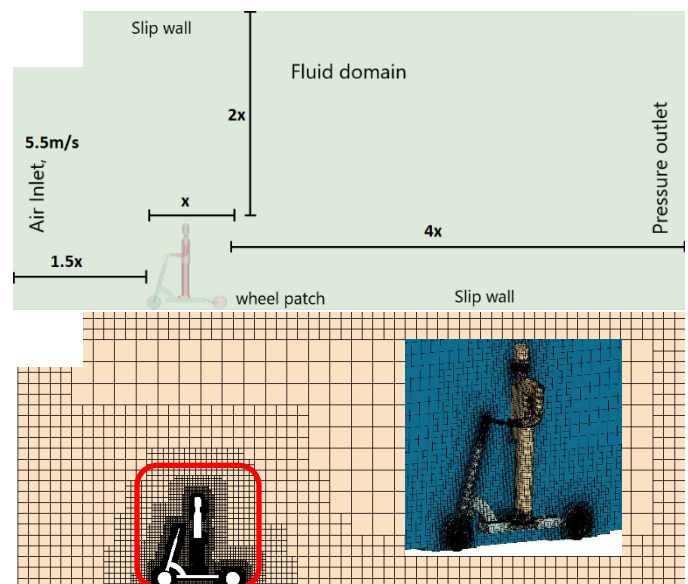 Slip wall
Fluid domain
2x
5.5m/s
Air Inlet,
Pressure outlet
x
4x
1.5x
wheel patch
Slip wall